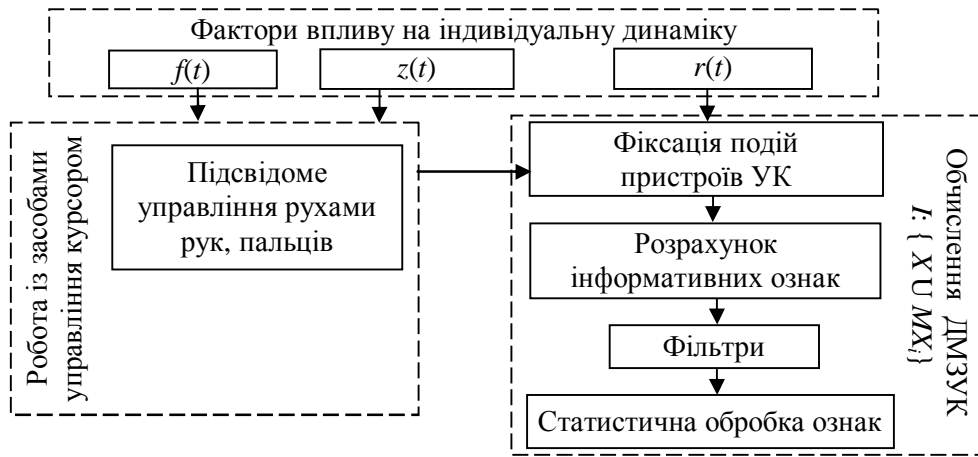 Фактори впливу на індивідуальну динаміку
f(t)
z(t)
r(t)
Робота із засобами
управління курсором
Підсвідоме
управління рухами
рук, пальців
Фіксація подій
пристроїв УК
Розрахунок
інформативних ознак
Фільтри
Статистична обробка ознак
Обчислення ДМЗУК
I: { X U MXᵢ}